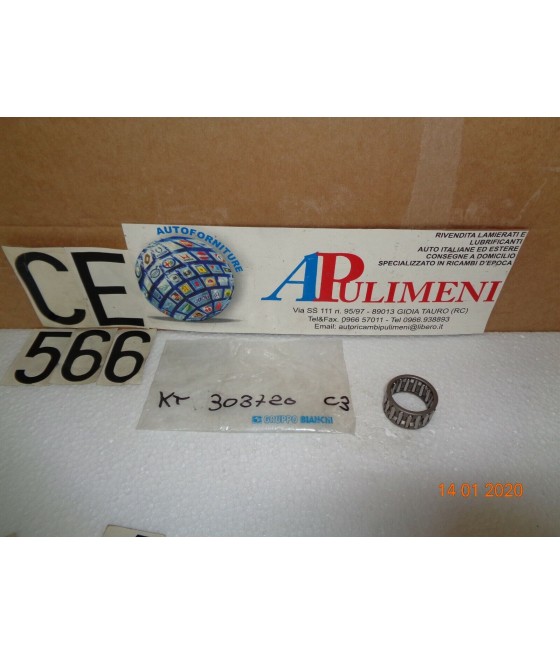 AUTOFORNITURE
APULIMENI
RIVENDITA LAMIERATI E
LUBRIFICANTI
AUTO ITALIANE ED ESTERE
CONSEGNE A DOMICILIO
SPECIALIZZATO IN RICAMBI D'EPOCA
Via SS 111 n. 95/97 - 89013 GIOIA TAURO (RC)
Tel&Fax. 0966 57011 - Tel 0966.938893
Email: autoricambipulimeni@libero.it
CE
566
KT 303720 C3
GRUPPO BIANCHI
14 01 2020